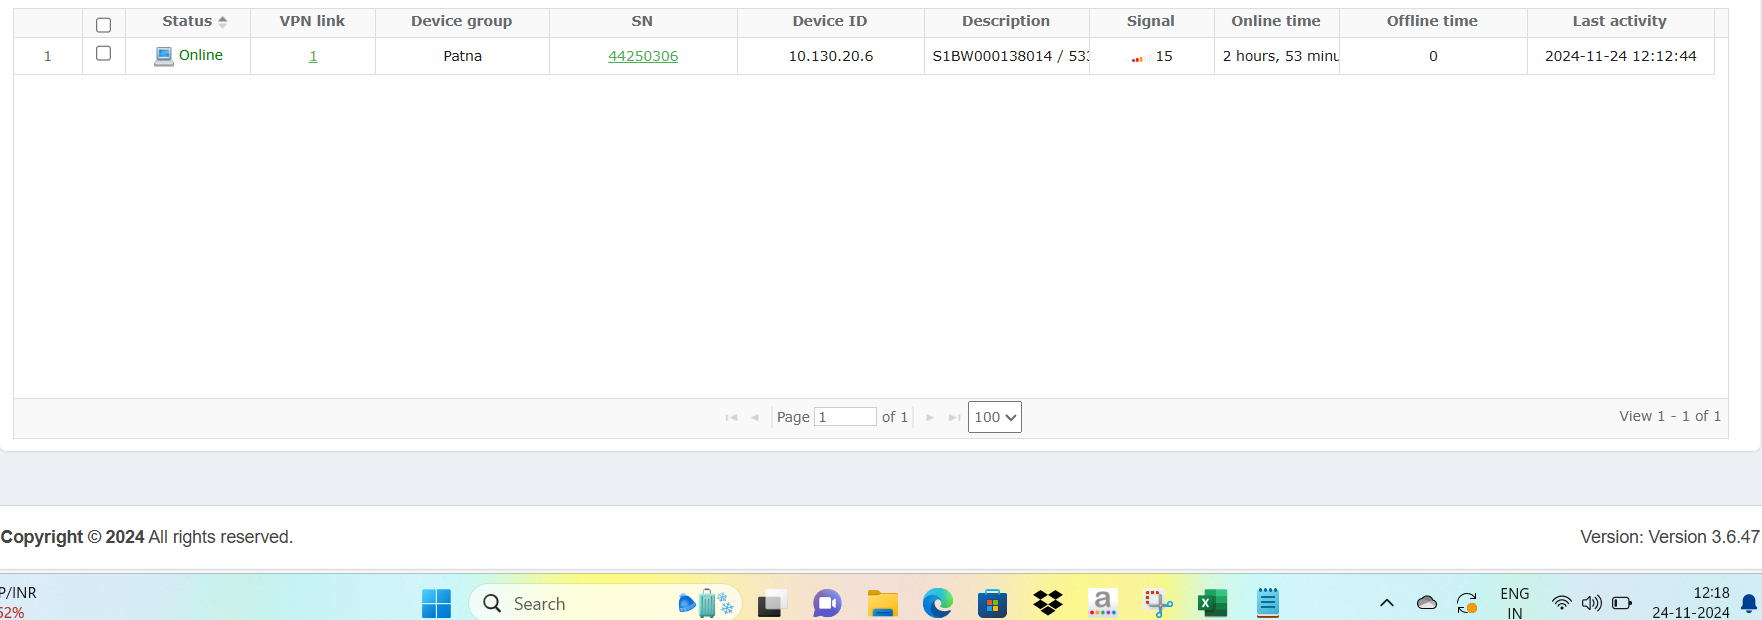 Status VPN link Device group SN Device ID Description Signal Online time Offline time Last activity
1 Online 1 Patna 44250306 10.130.20.6 S1BW000138014 / 53 15 2 hours, 53 minu 0 2024-11-24 12:12:44
Page 1 of 1 100 View 1 - 1 of 1
Copyright © 2024 All rights reserved. Version: Version 3.6.47
P/INR
52%
Search
a
X
ENG
IN
12:18
24-11-2024